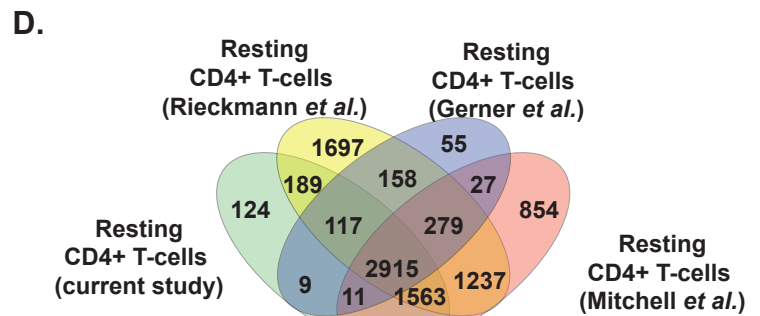 D.
Resting
CD4+ T-cells
(Rieckmann et al.)
Resting
CD4+ T-cells
(Gerner et al.)
1697
55
189
158
27
124
854
117
279
Resting
CD4+ T-cells
(current study)
Resting
CD4+ T-cells
(Mitchell et al.)
2915
9
11
1563
1237